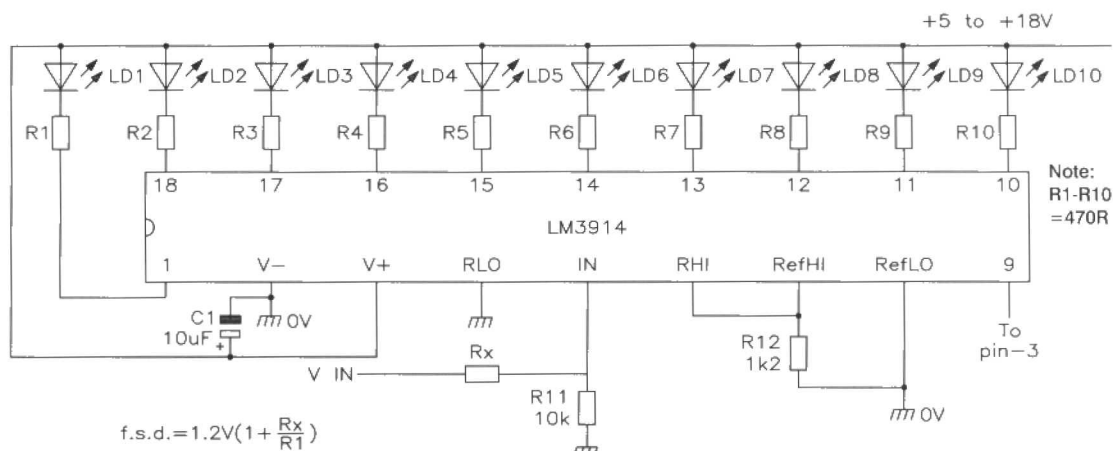 +5 to +18V
LD1 LD2 LD3 LD4 LD5 LD6 LD7 LD8 LD9 LD10
R1 R2 R3 R4 R5 R6 R7 R8 R9 R10
18 17 16 15 14 13 12 11 10
Note:
R1-R10
=470R
LM3914
1 V- V+ RLO IN RHI RefHI RefLO 9
C1
10uF
+
0V
To
pin-3
R12
1k2
V IN
Rx
R11
10k
0V
f.s.d.=1.2V(1+Rx/R1)